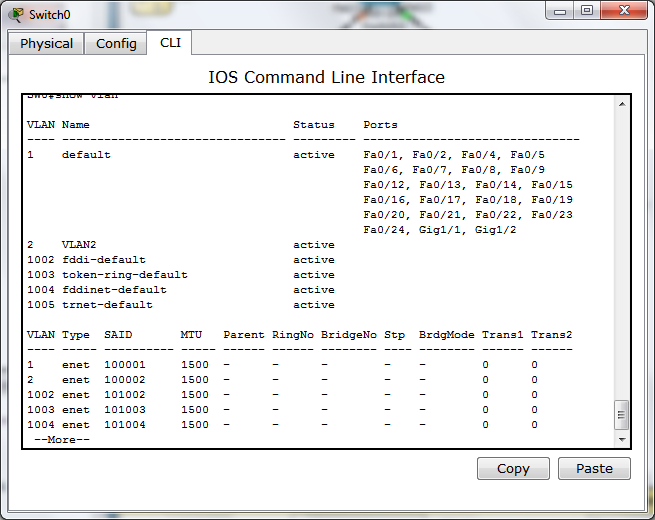 Switch0
Physical Config CLI
IOS Command Line Interface
SW0#show vlan
VLAN Name Status Ports
---- -------------------------------- --------- -------------------------------
1 default active Fa0/1, Fa0/2, Fa0/4, Fa0/5
Fa0/6, Fa0/7, Fa0/8, Fa0/9
Fa0/12, Fa0/13, Fa0/14, Fa0/15
Fa0/16, Fa0/17, Fa0/18, Fa0/19
Fa0/20, Fa0/21, Fa0/22, Fa0/23
Fa0/24, Gig1/1, Gig1/2
2 VLAN2 active
1002 fddi-default active
1003 token-ring-default active
1004 fddinet-default active
1005 trnet-default active
VLAN Type SAID MTU Parent RingNo BridgeNo Stp BrdgMode Trans1 Trans2
---- ----- ---------- ----- ------ ------ -------- ---- -------- ------ ------
1 enet 100001 1500 - - - - - 0 0
2 enet 100002 1500 - - - - - 0 0
1002 enet 101002 1500 - - - - - 0 0
1003 enet 101003 1500 - - - - - 0 0
1004 enet 101004 1500 - - - - - 0 0
--More--
Copy Paste